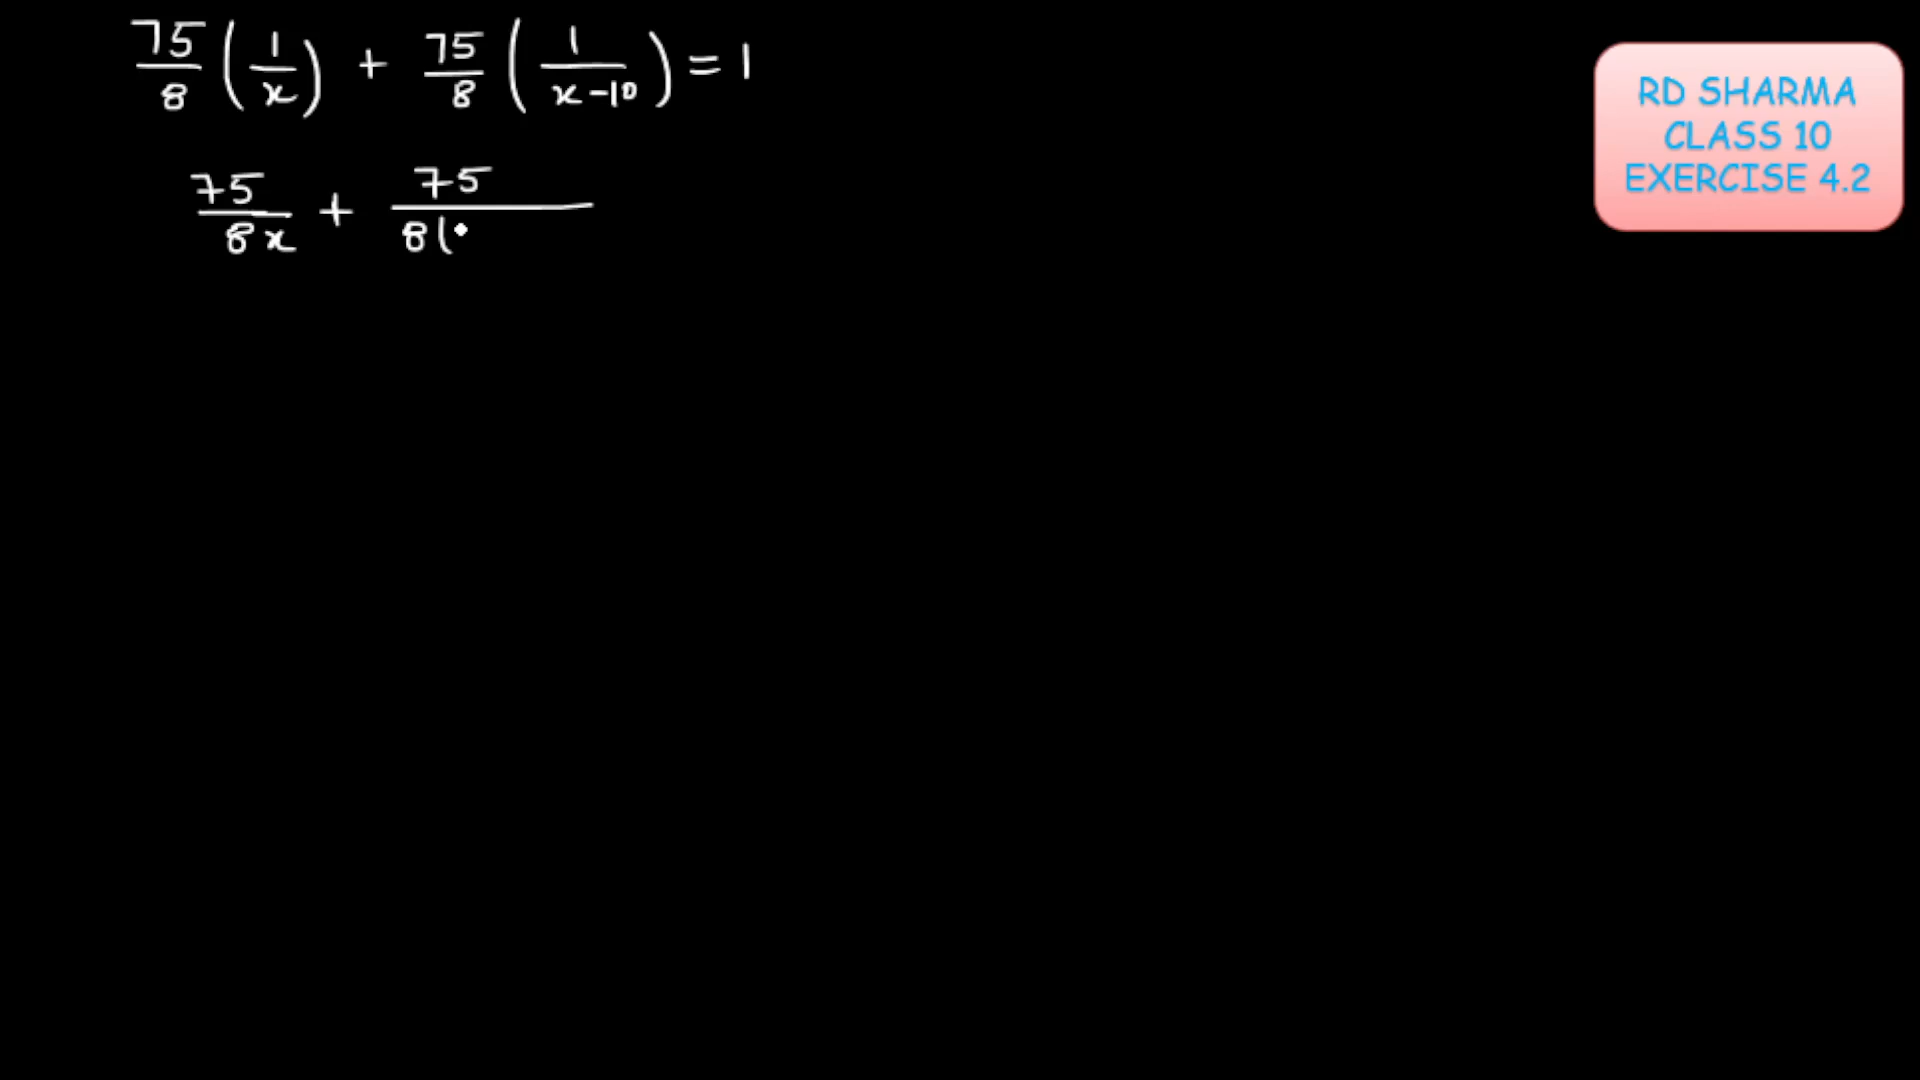 75/8 (1/x) + 75/8 (1/x-10) = 1
75/8x + 75/8(
RD SHARMA
CLASS 10
EXERCISE 4.2